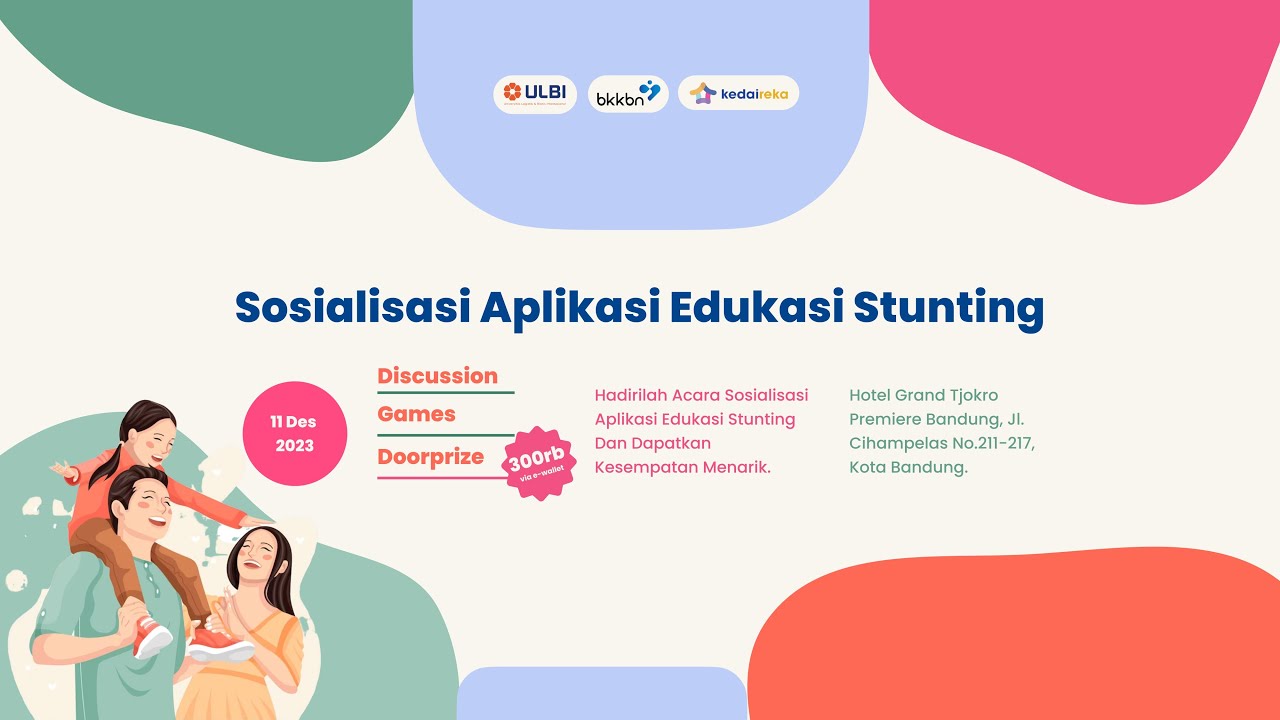 ULBI
bkkbn
kedaireka
Sosialisasi Aplikasi Edukasi Stunting
11 Des
2023
Discussion
Games
Doorprize
300rb
via e-wallet
Hadirilah Acara Sosialisasi
Aplikasi Edukasi Stunting
Dan Dapatkan
Kesempatan Menarik.
Hotel Grand Tjokro
Premiere Bandung, Jl.
Cihampelas No.211-217,
Kota Bandung.